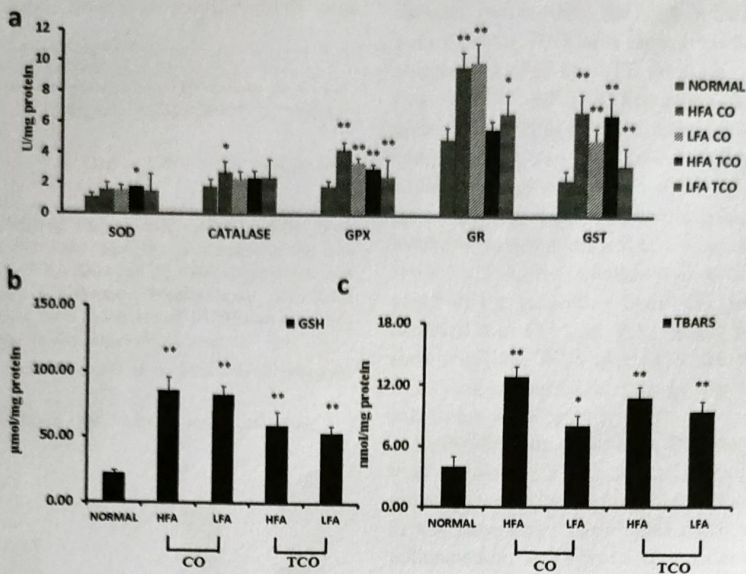 a
12
10
8
6
4
2
0
U/mg protein
*
*
**
**
**
**
**
**
*
**
**
**
**
SOD
CATALASE
GPX
GR
GST
NORMAL
HFA CO
LFA CO
HFA TCO
LFA TCO
b
150.00
100.00
50.00
0.00
µmol/mg protein
GSH
**
**
**
**
NORMAL
HFA
LFA
HFA
LFA
CO
TCO
c
18.00
12.00
6.00
0.00
nmol/mg protein
TBARS
**
*
**
**
NORMAL
HFA
LFA
HFA
LFA
CO
TCO